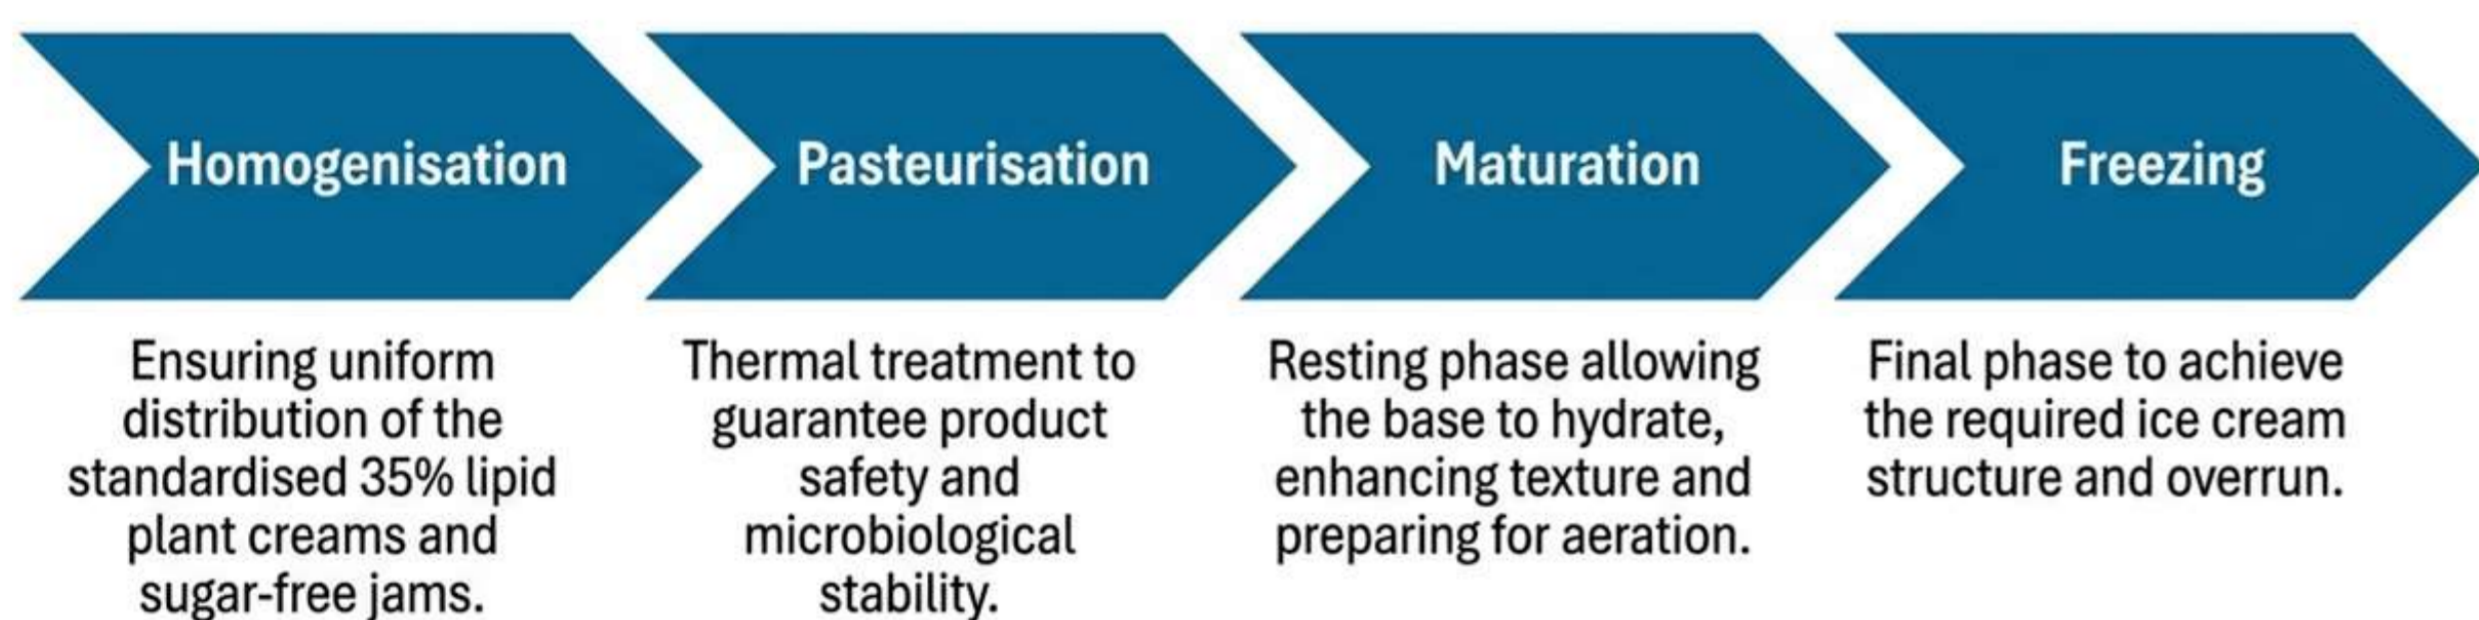 Homogenisation
Ensuring uniform
distribution of the
standardised 35% lipid
plant creams and
sugar-free jams.
Pasteurisation
Thermal treatment to
guarantee product
safety and
microbiological
stability.
Maturation
Resting phase allowing
the base to hydrate,
enhancing texture and
preparing for aeration.
Freezing
Final phase to achieve
the required ice cream
structure and overrun.